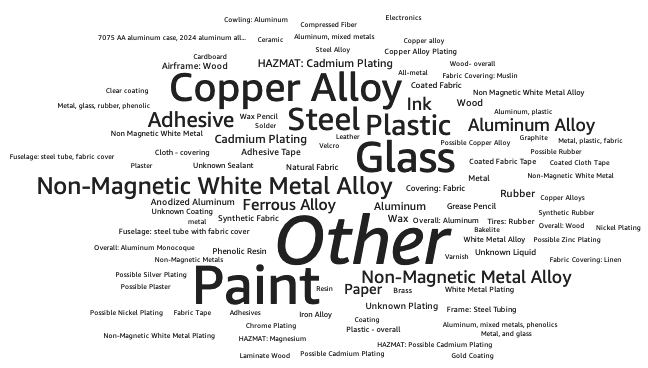 Cowling: Aluminum
Electronics
Compressed Fiber
7075 AA aluminum case, 2024 aluminum all...
Ceramic
Aluminum, mixed metals
Copper alloy
Steel Alloy
Copper Alloy Plating
Cardboard
Airframe: Wood
HAZMAT: Cadmium Plating
Wood- overall
All-metal
Fabric Covering: Muslin
Copper Alloy
Coated Fabric
Clear coating
Non Magnetic White Metal Alloy
Metal, glass, rubber, phenolic
Ink
Wood
Aluminum, plastic
Adhesive
Wax Pencil
Steel
Plastic
Aluminum Alloy
Solder
Non Magnetic White Metal
Cadmium Plating
Leather
Graphite
Velcro
Possible Copper Alloy
Metal, plastic, fabric
Fuselage: steel tube, fabric cover
Cloth - covering
Adhesive Tape
Glass
Possible Rubber
Plaster
Unknown Sealant
Natural Fabric
Coated Fabric Tape
Coated Cloth Tape
Non-Magnetic White Metal Alloy
Metal
Non-Magnetic White Metal
Covering: Fabric
Rubber
Copper Alloys
Anodized Aluminum
Ferrous Alloy
Aluminum
Grease Pencil
Unknown Coating
Synthetic Rubber
metal
Synthetic Fabric
Other
Wax
Overall: Aluminum
Tires: Rubber
Overall: Wood
Nickel Plating
Fuselage: steel tube with fabric cover
Bakelite
White Metal Alloy
Possible Zinc Plating
Overall: Aluminum Monocoque
Phenolic Resin
Varnish
Unknown Liquid
Non-Magnetic Metals
Fabric Covering: Linen
Possible Silver Plating
Paint
Non-Magnetic Metal Alloy
Possible Plaster
Resin
Paper
Brass
White Metal Plating
Possible Nickel Plating
Fabric Tape
Adhesives
Iron Alloy
Unknown Plating
Frame: Steel Tubing
Chrome Plating
Coating
Plastic - overall
Aluminum, mixed metals, phenolics
Non-Magnetic White Metal Plating
HAZMAT: Magnesium
Metal, and glass
HAZMAT: Possible Cadmium Plating
Laminate Wood
Possible Cadmium Plating
Gold Coating